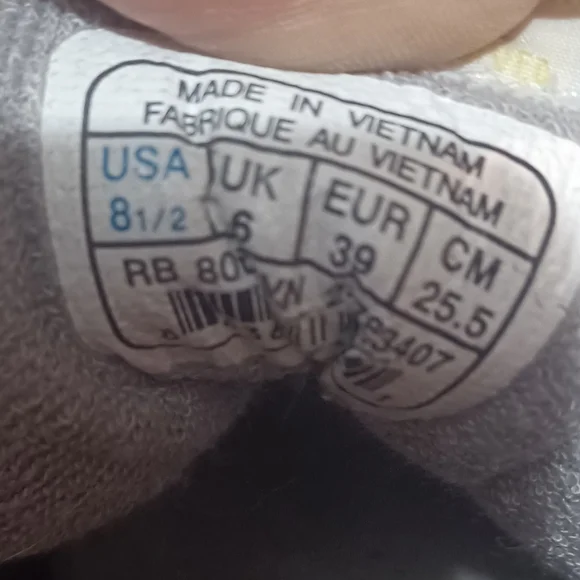 MADE IN VIETNAM
FABRIQUE AU VIETNAM
USA UK EUR CM
8 1/2 6 39 25.5
RB